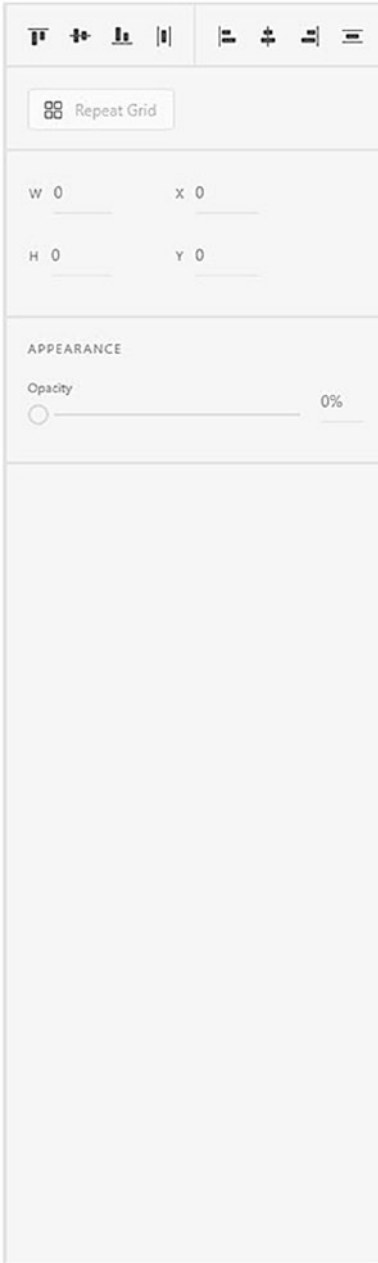 Repeat Grid
W 0 X 0
H 0 Y 0
APPEARANCE
Opacity
0%